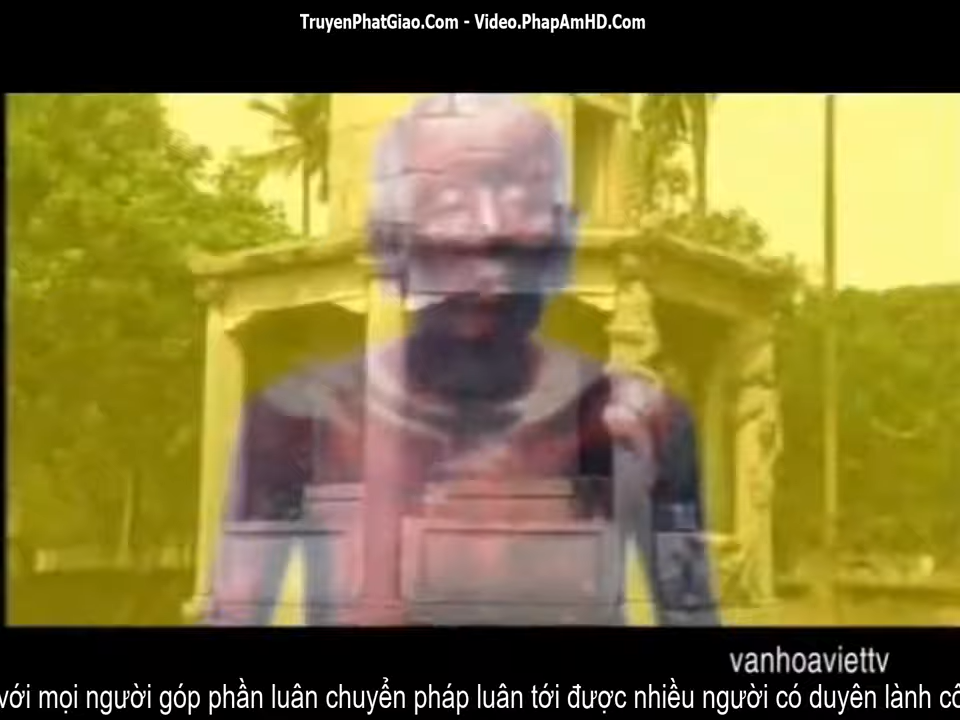 TruyenPhatGiao.Com - Video.PhapAmHD.Com
vanhoaviettv
với mọi người góp phần luân chuyển pháp luân tới được nhiều người có duyên lành